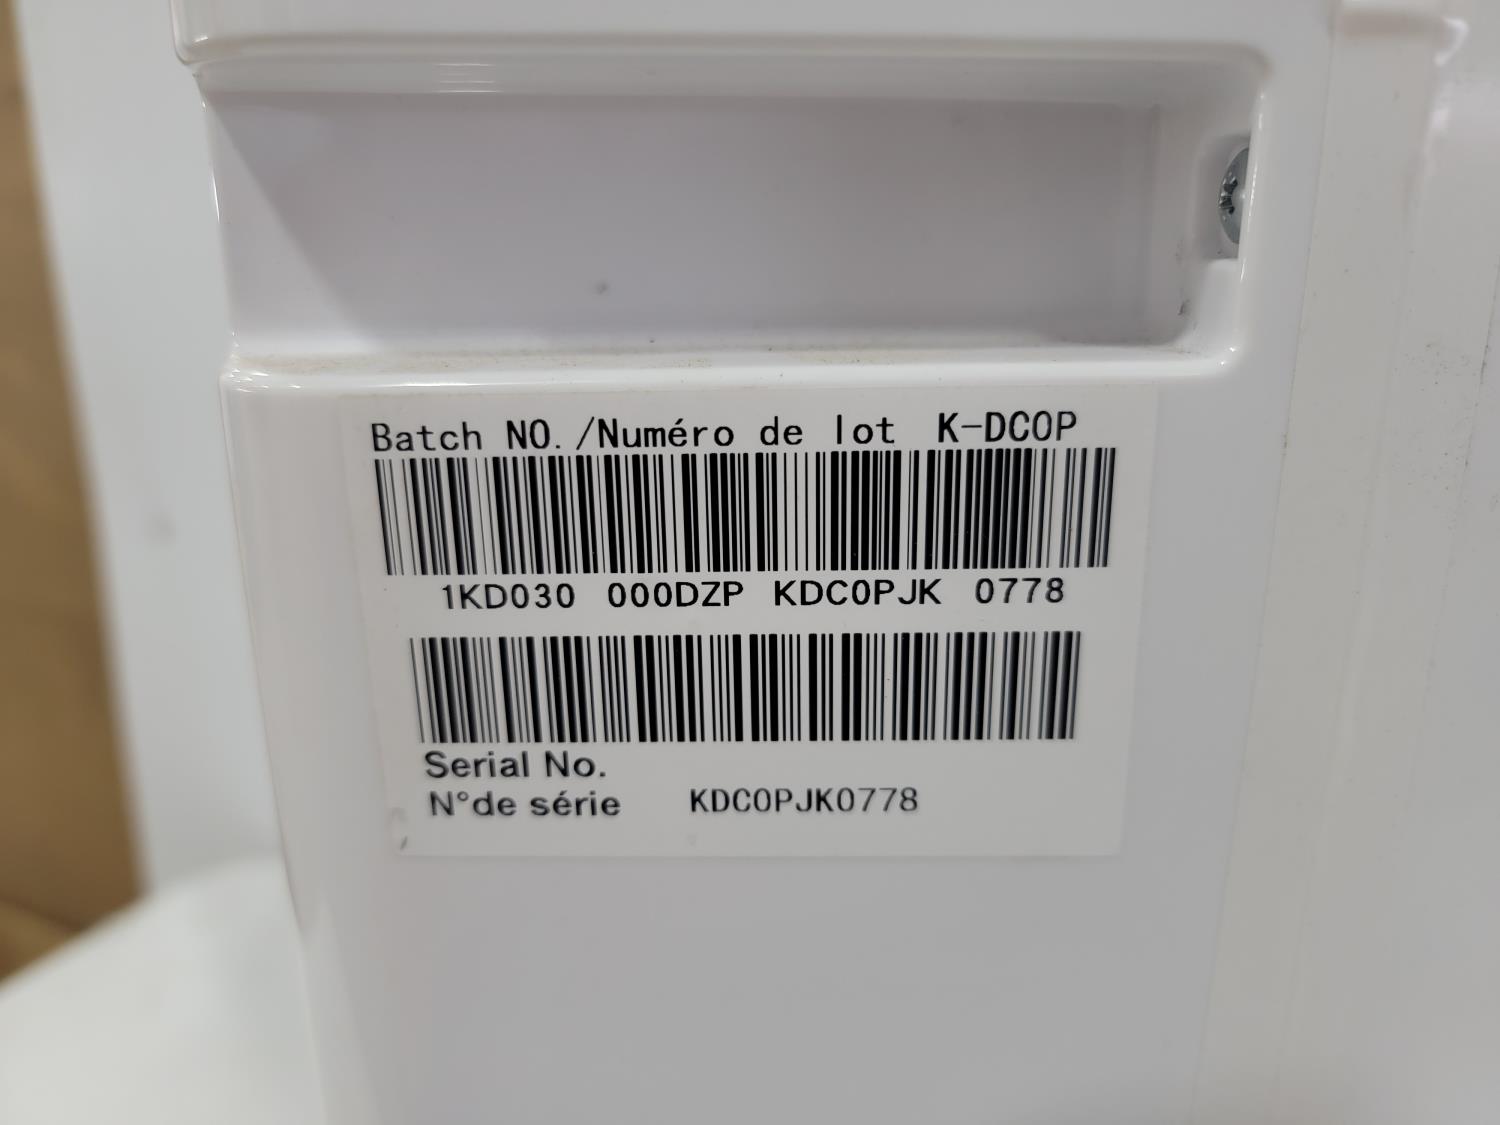 Batch NO./Numéro de lot K-DC0P
1KD030 000DZP KDC0PJK 0778
Serial No.
N°de série KDC0PJK0778